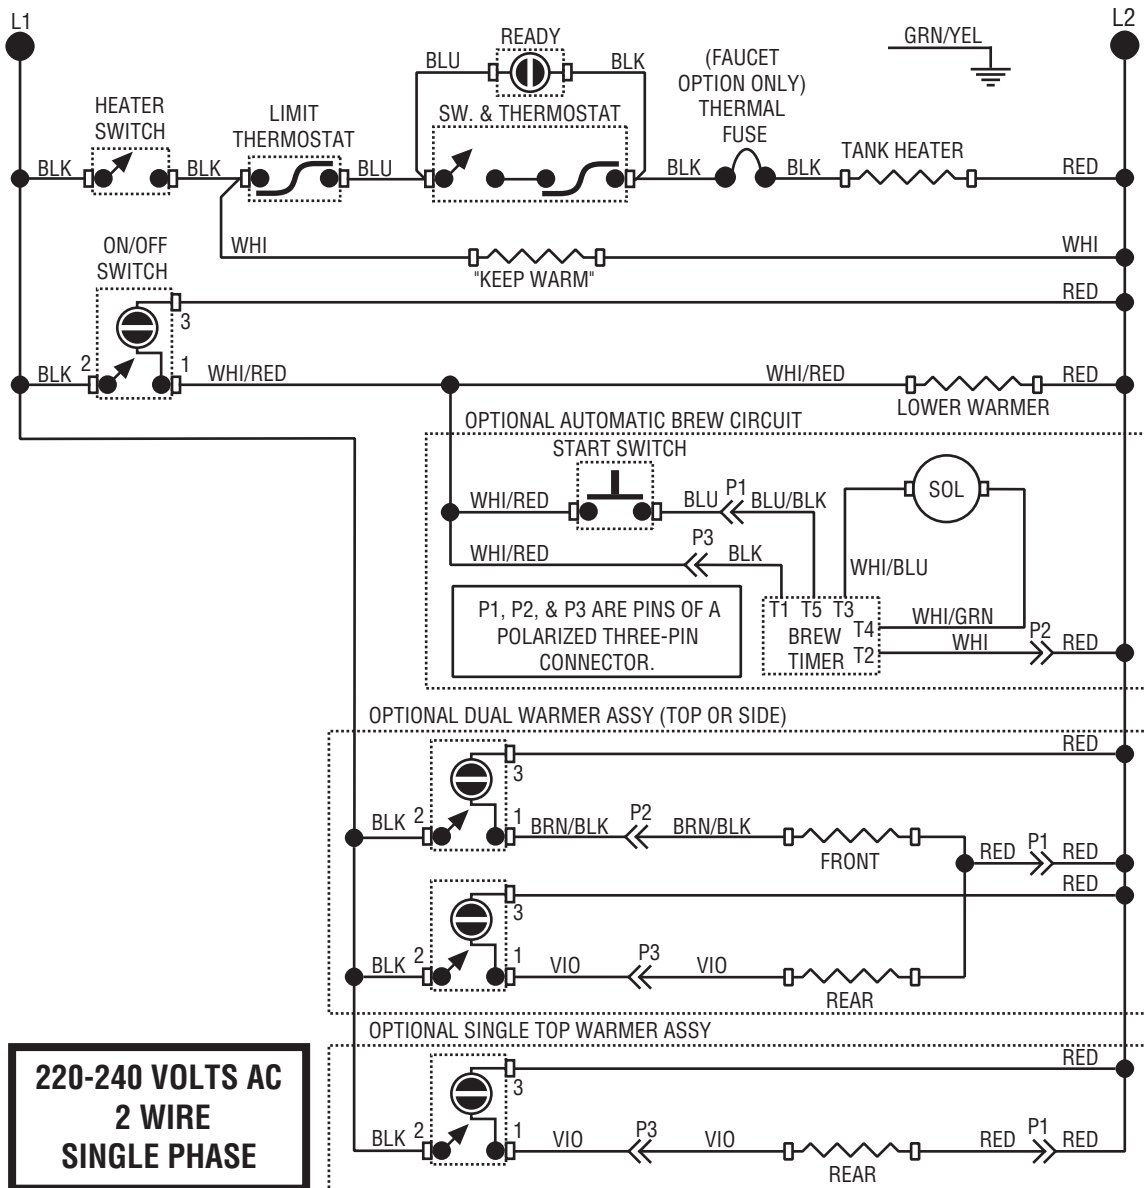 L1
L2
READY
GRN/YEL
BLU
BLK
(FAUCET
OPTION ONLY)
THERMAL
FUSE
HEATER
SWITCH
LIMIT
THERMOSTAT
SW. & THERMOSTAT
TANK HEATER
BLK
BLK
BLU
BLK
BLK
RED
WHI
"KEEP WARM"
WHI
ON/OFF
SWITCH
3
RED
BLK
2
1
WHI/RED
WHI/RED
RED
LOWER WARMER
OPTIONAL AUTOMATIC BREW CIRCUIT
START SWITCH
SOL
WHI/RED
BLU
P1
BLU/BLK
WHI/RED
P3
BLK
WHI/BLU
P1, P2, & P3 ARE PINS OF A
POLARIZED THREE-PIN
CONNECTOR.
T1 T5 T3
BREW
TIMER
T4
T2
WHI/GRN
WHI
P2
RED
OPTIONAL DUAL WARMER ASSY (TOP OR SIDE)
RED
3
BLK
2
1
BRN/BLK
P2
BRN/BLK
FRONT
RED
P1
RED
RED
3
BLK
2
1
VIO
P3
VIO
REAR
OPTIONAL SINGLE TOP WARMER ASSY
RED
3
BLK
2
1
VIO
P3
VIO
REAR
RED
P1
RED
220-240 VOLTS AC
2 WIRE
SINGLE PHASE